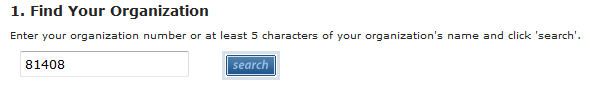 1. Find Your Organization
Enter your organization number or at least 5 characters of your organization's name and click 'search'.
81408
search